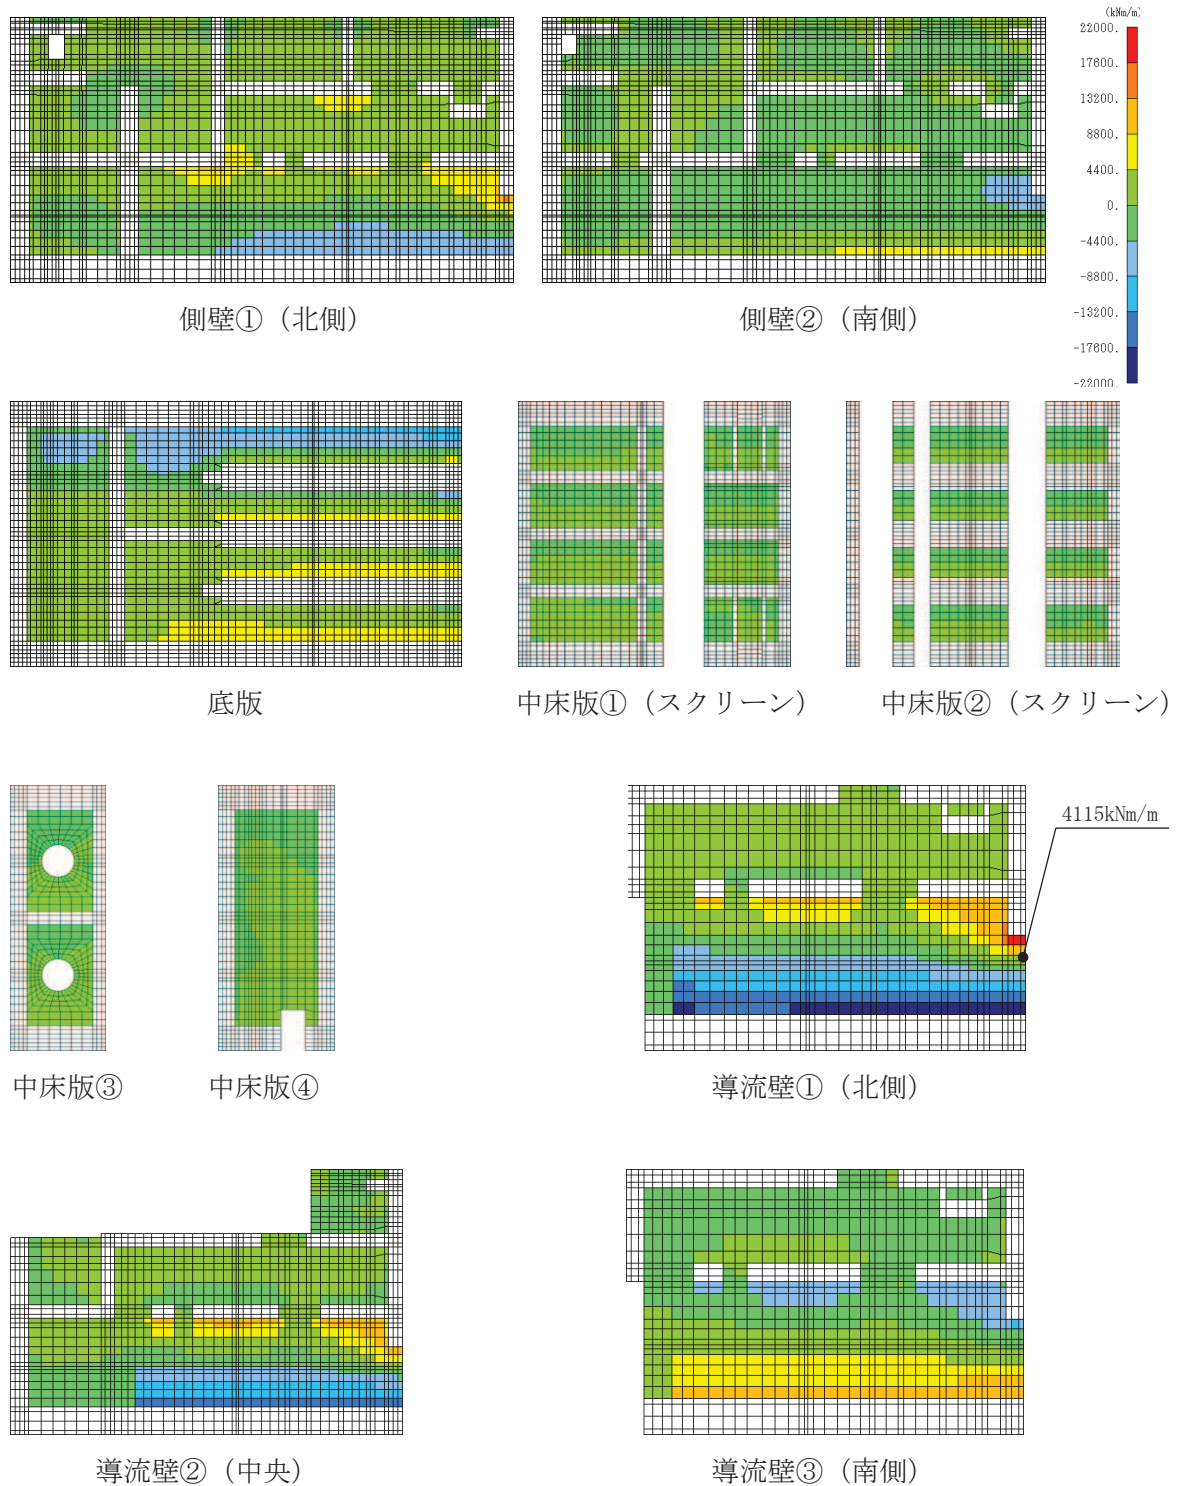 (kNm/m)
22000.
17600.
13200.
8800.
4400.
0.
-4400.
-8800.
-13200.
-17600.
-22000.
側壁①（北側）
側壁②（南側）
底版
中床版①（スクリーン）
中床版②（スクリーン）
4115kNm/m
中床版③
中床版④
導流壁①（北側）
導流壁②（中央）
導流壁③（南側）